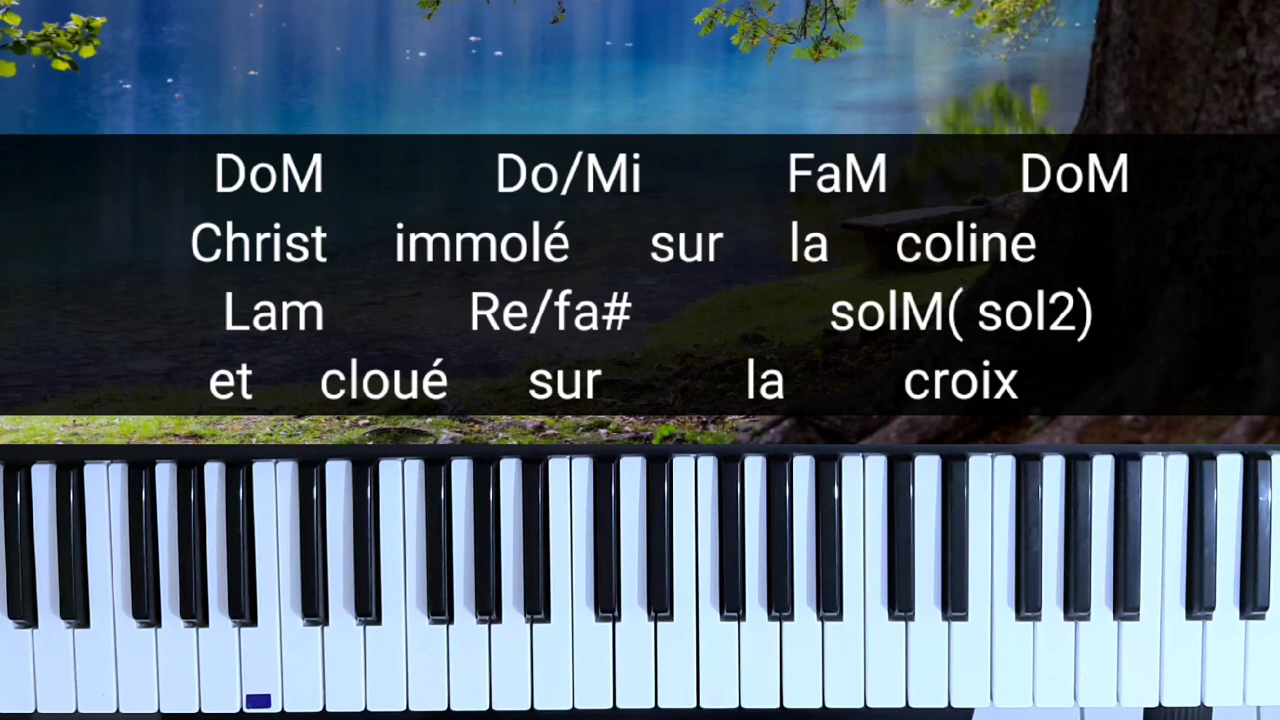 DoM Do/Mi FaM DoM
Christ immolé sur la coline
Lam Re/fa# solM( sol2)
et cloué sur la croix